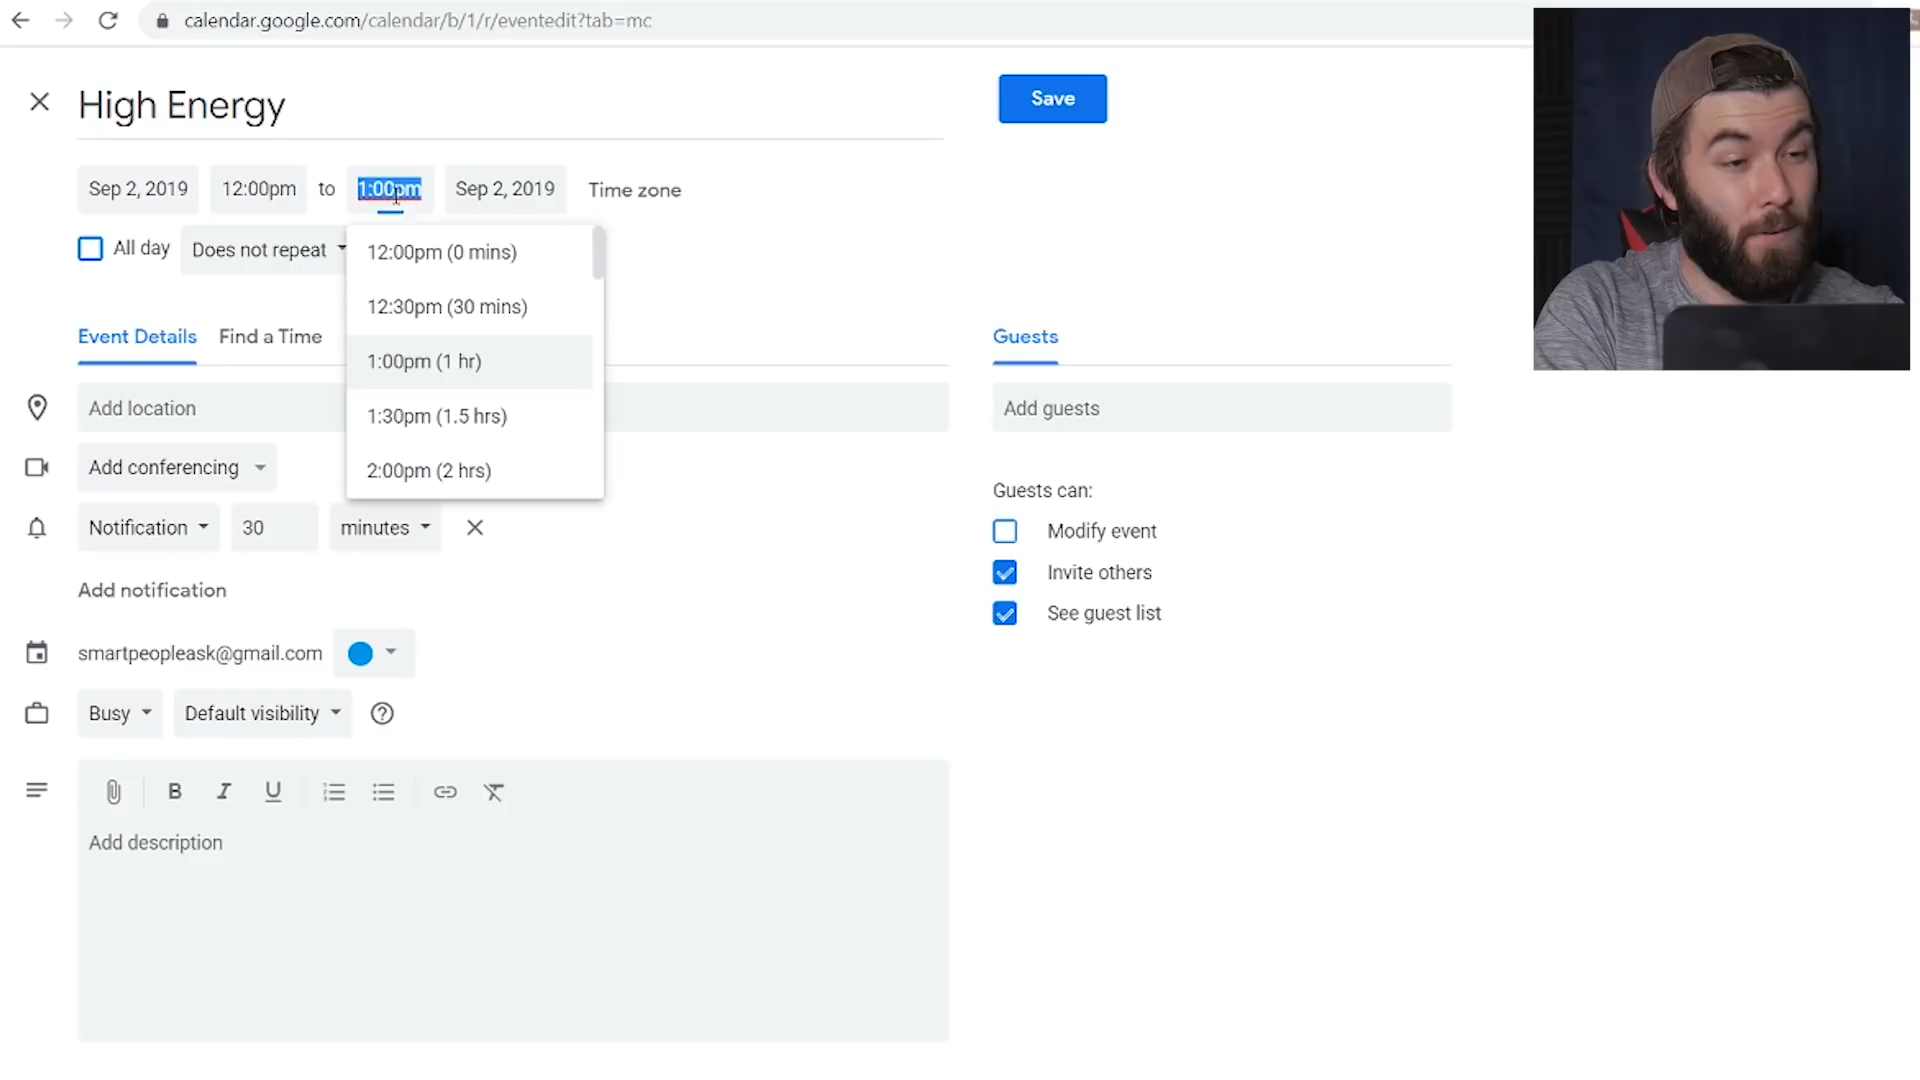 calendar.google.com/calendar/b/1/r/eventedit?tab=mc
High Energy
Save
Sep 2, 2019 12:00pm to 1:00pm Sep 2, 2019 Time zone
All day Does not repeat
12:00pm (0 mins)
12:30pm (30 mins)
1:00pm (1 hr)
1:30pm (1.5 hrs)
2:00pm (2 hrs)
Event Details Find a Time
Guests
Add location
Add guests
Add conferencing
Guests can:
Notification 30 minutes
Modify event
Invite others
Add notification
See guest list
smartpeopleask@gmail.com
Busy Default visibility
B I U
Add description